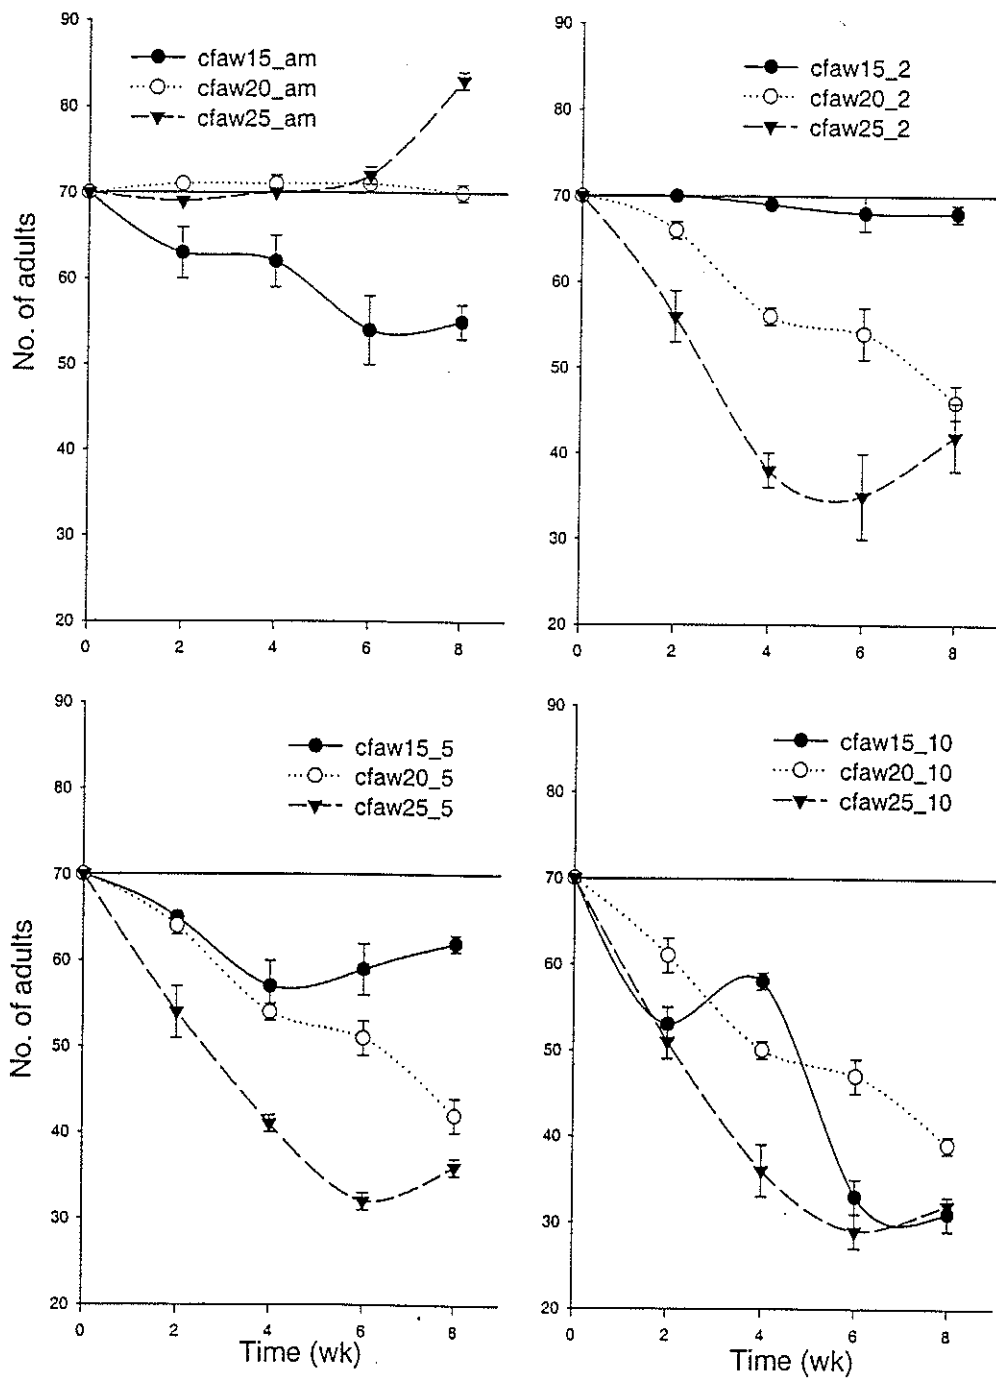 90
80
70
60
50
40
30
20
No. of adults
0 2 4 6 8
cfaw15_am
cfaw20_am
cfaw25_am
90
80
70
60
50
40
30
20
0 2 4 6 8
cfaw15_2
cfaw20_2
cfaw25_2
90
80
70
60
50
40
30
20
No. of adults
0 2 4 6 8
Time (wk)
cfaw15_5
cfaw20_5
cfaw25_5
90
80
70
60
50
40
30
20
0 2 4 6 8
Time (wk)
cfaw15_10
cfaw20_10
cfaw25_10